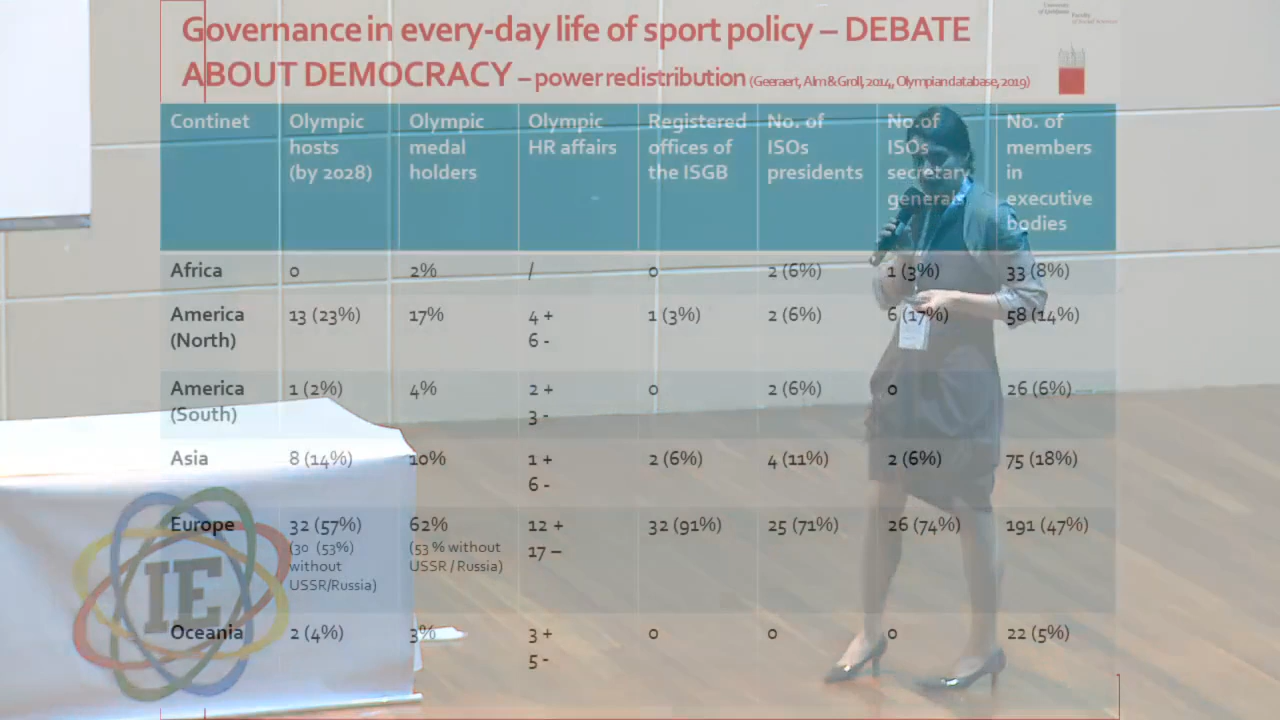 Governance in every-day life of sport policy – DEBATE
ABOUT DEMOCRACY – power redistribution (Geeraert, Alm & Groll, 2014, Olympian database, 2019)
University
of Ljubljana
Faculty
of Social Sciences
Continet
Olympic
hosts
(by 2028)
Olympic
medal
holders
Olympic
HR affairs
Registered
offices of
the ISGB
No. of
ISOs
presidents
No. of
ISOs
secretary
generals
No. of
members
in
executive
bodies
Africa
0
2%
/
0
2 (6%)
1 (3%)
33 (8%)
America
(North)
13 (23%)
17%
4 +
6 -
1 (3%)
2 (6%)
6 (17%)
58 (14%)
America
(South)
1 (2%)
4%
2 +
3 -
0
2 (6%)
0
26 (6%)
Asia
8 (14%)
10%
1 +
6 -
2 (6%)
4 (11%)
2 (6%)
75 (18%)
Europe
32 (57%)
(30 (53%)
without
USSR/Russia)
62%
(53 % without
USSR / Russia)
12 +
17 –
32 (91%)
25 (71%)
26 (74%)
191 (47%)
Oceania
2 (4%)
3%
3 +
5 -
0
0
0
22 (5%)
IE